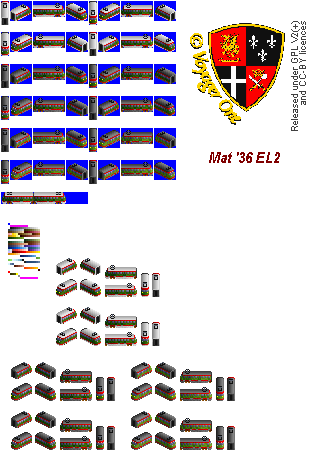 © Voyager One
Released under GPL v2(+)
and CC-BY licences
Mat '36 EL2